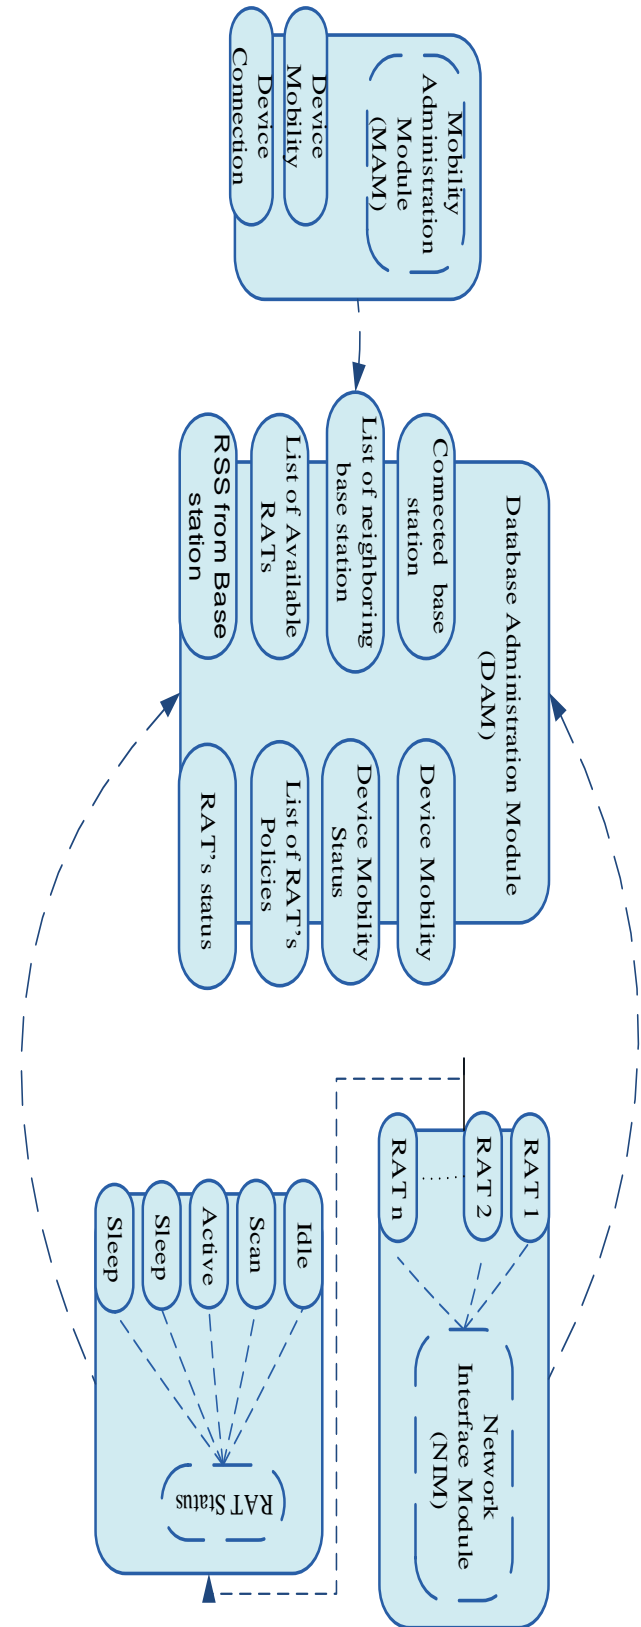 Mobility
Administration
Module
(MAM)
Device
Mobility
Device
Connection
Database Administration Module
(DAM)
Connected base
station
List of neighboring
base station
List of Available
RATs
RSS from Base
station
Device Mobility
Device Mobility
Status
List of RAT's
Policies
RAT's status
RAT 1
RAT 2
RAT n
Network
Interface Module
(NIM)
Idle
Scan
Active
Sleep
Sleep
RAT Status